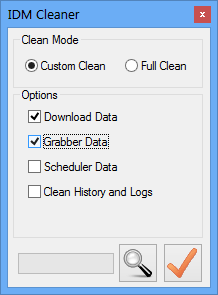 IDM Cleaner
x
Clean Mode
Custom Clean Full Clean
Options
Download Data
Grabber Data
Scheduler Data
Clean History and Logs